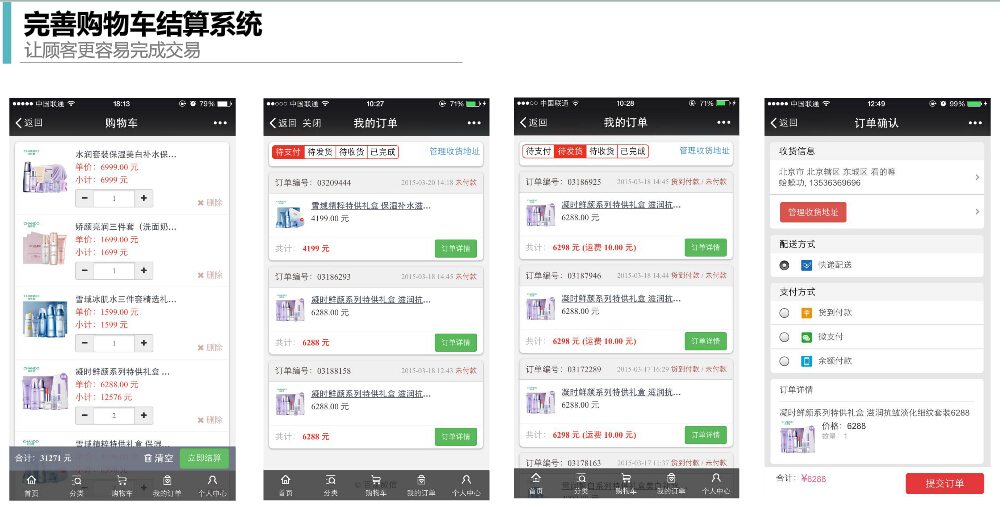 完善购物车结算系统
让顾客更容易完成交易
中国联通 18:13 79%
返回 购物车
水润套装保湿美白补水保...
单价: 6999.00 元
小计: 6999 元
− 1 +
删除
娇颜亮润三件套（洗面奶...
单价: 1699.00 元
小计: 1699 元
− 1 +
删除
雪域冰肌水三件套精选礼...
单价: 1599.00 元
小计: 1599 元
− 1 +
删除
凝时鲜颜系列特供礼盒 ...
单价: 6288.00 元
小计: 12576 元
− 2 +
删除
雪域精粹特供礼盒 保湿...
合计: 31271 元 清空 立即结算
首页 分类 购物车 我的订单 个人中心
中国联通 10:27 71%
返回 关闭 我的订单
待支付 待发货 待收货 已完成 管理收货地址
订单编号: 03209444 2015-03-20 14:18 未付款
雪域精粹特供礼盒 保湿补水滋...
4199.00 元
共计: 4199 元 订单详情
订单编号: 03186293 2015-03-18 14:45 未付款
凝时鲜颜系列特供礼盒 滋润抗...
6288.00 元
共计: 6288 元 订单详情
订单编号: 03188158 2015-03-18 14:44 未付款
凝时鲜颜系列特供礼盒 滋润抗...
6288.00 元
共计: 6288 元 订单详情
首页 分类 购物车 我的订单 个人中心
中国联通 10:28 71%
返回 我的订单
待支付 待发货 待收货 已完成 管理收货地址
订单编号: 03186925 2015-03-18 14:45 货到付款 / 未付款
凝时鲜颜系列特供礼盒 滋润抗...
6288.00 元
共计: 6298 元 (运费 10.00 元) 订单详情
订单编号: 03187946 2015-03-18 14:44 货到付款 / 未付款
凝时鲜颜系列特供礼盒 滋润抗...
6288.00 元
共计: 6298 元 (运费 10.00 元) 订单详情
订单编号: 03172289 2015-03-17 16:29 货到付款 / 未付款
凝时鲜颜系列特供礼盒 滋润抗...
6288.00 元
共计: 6298 元 (运费 10.00 元) 订单详情
订单编号: 03178163 2015-03-17 11:37 货到付款 / 未付款
首页 分类 购物车 我的订单 个人中心
中国联通 12:49 99%
返回 订单确认
收货信息
北京市 北京辖区 东城区 看的
13536369696
管理收货地址
配送方式
快递配送
支付方式
货到付款
微支付
余额付款
订单详情
凝时鲜颜系列特供礼盒 滋润抗皱淡化细纹套装6288
价格: 6288
数量: 1
合计: ¥6288 提交订单